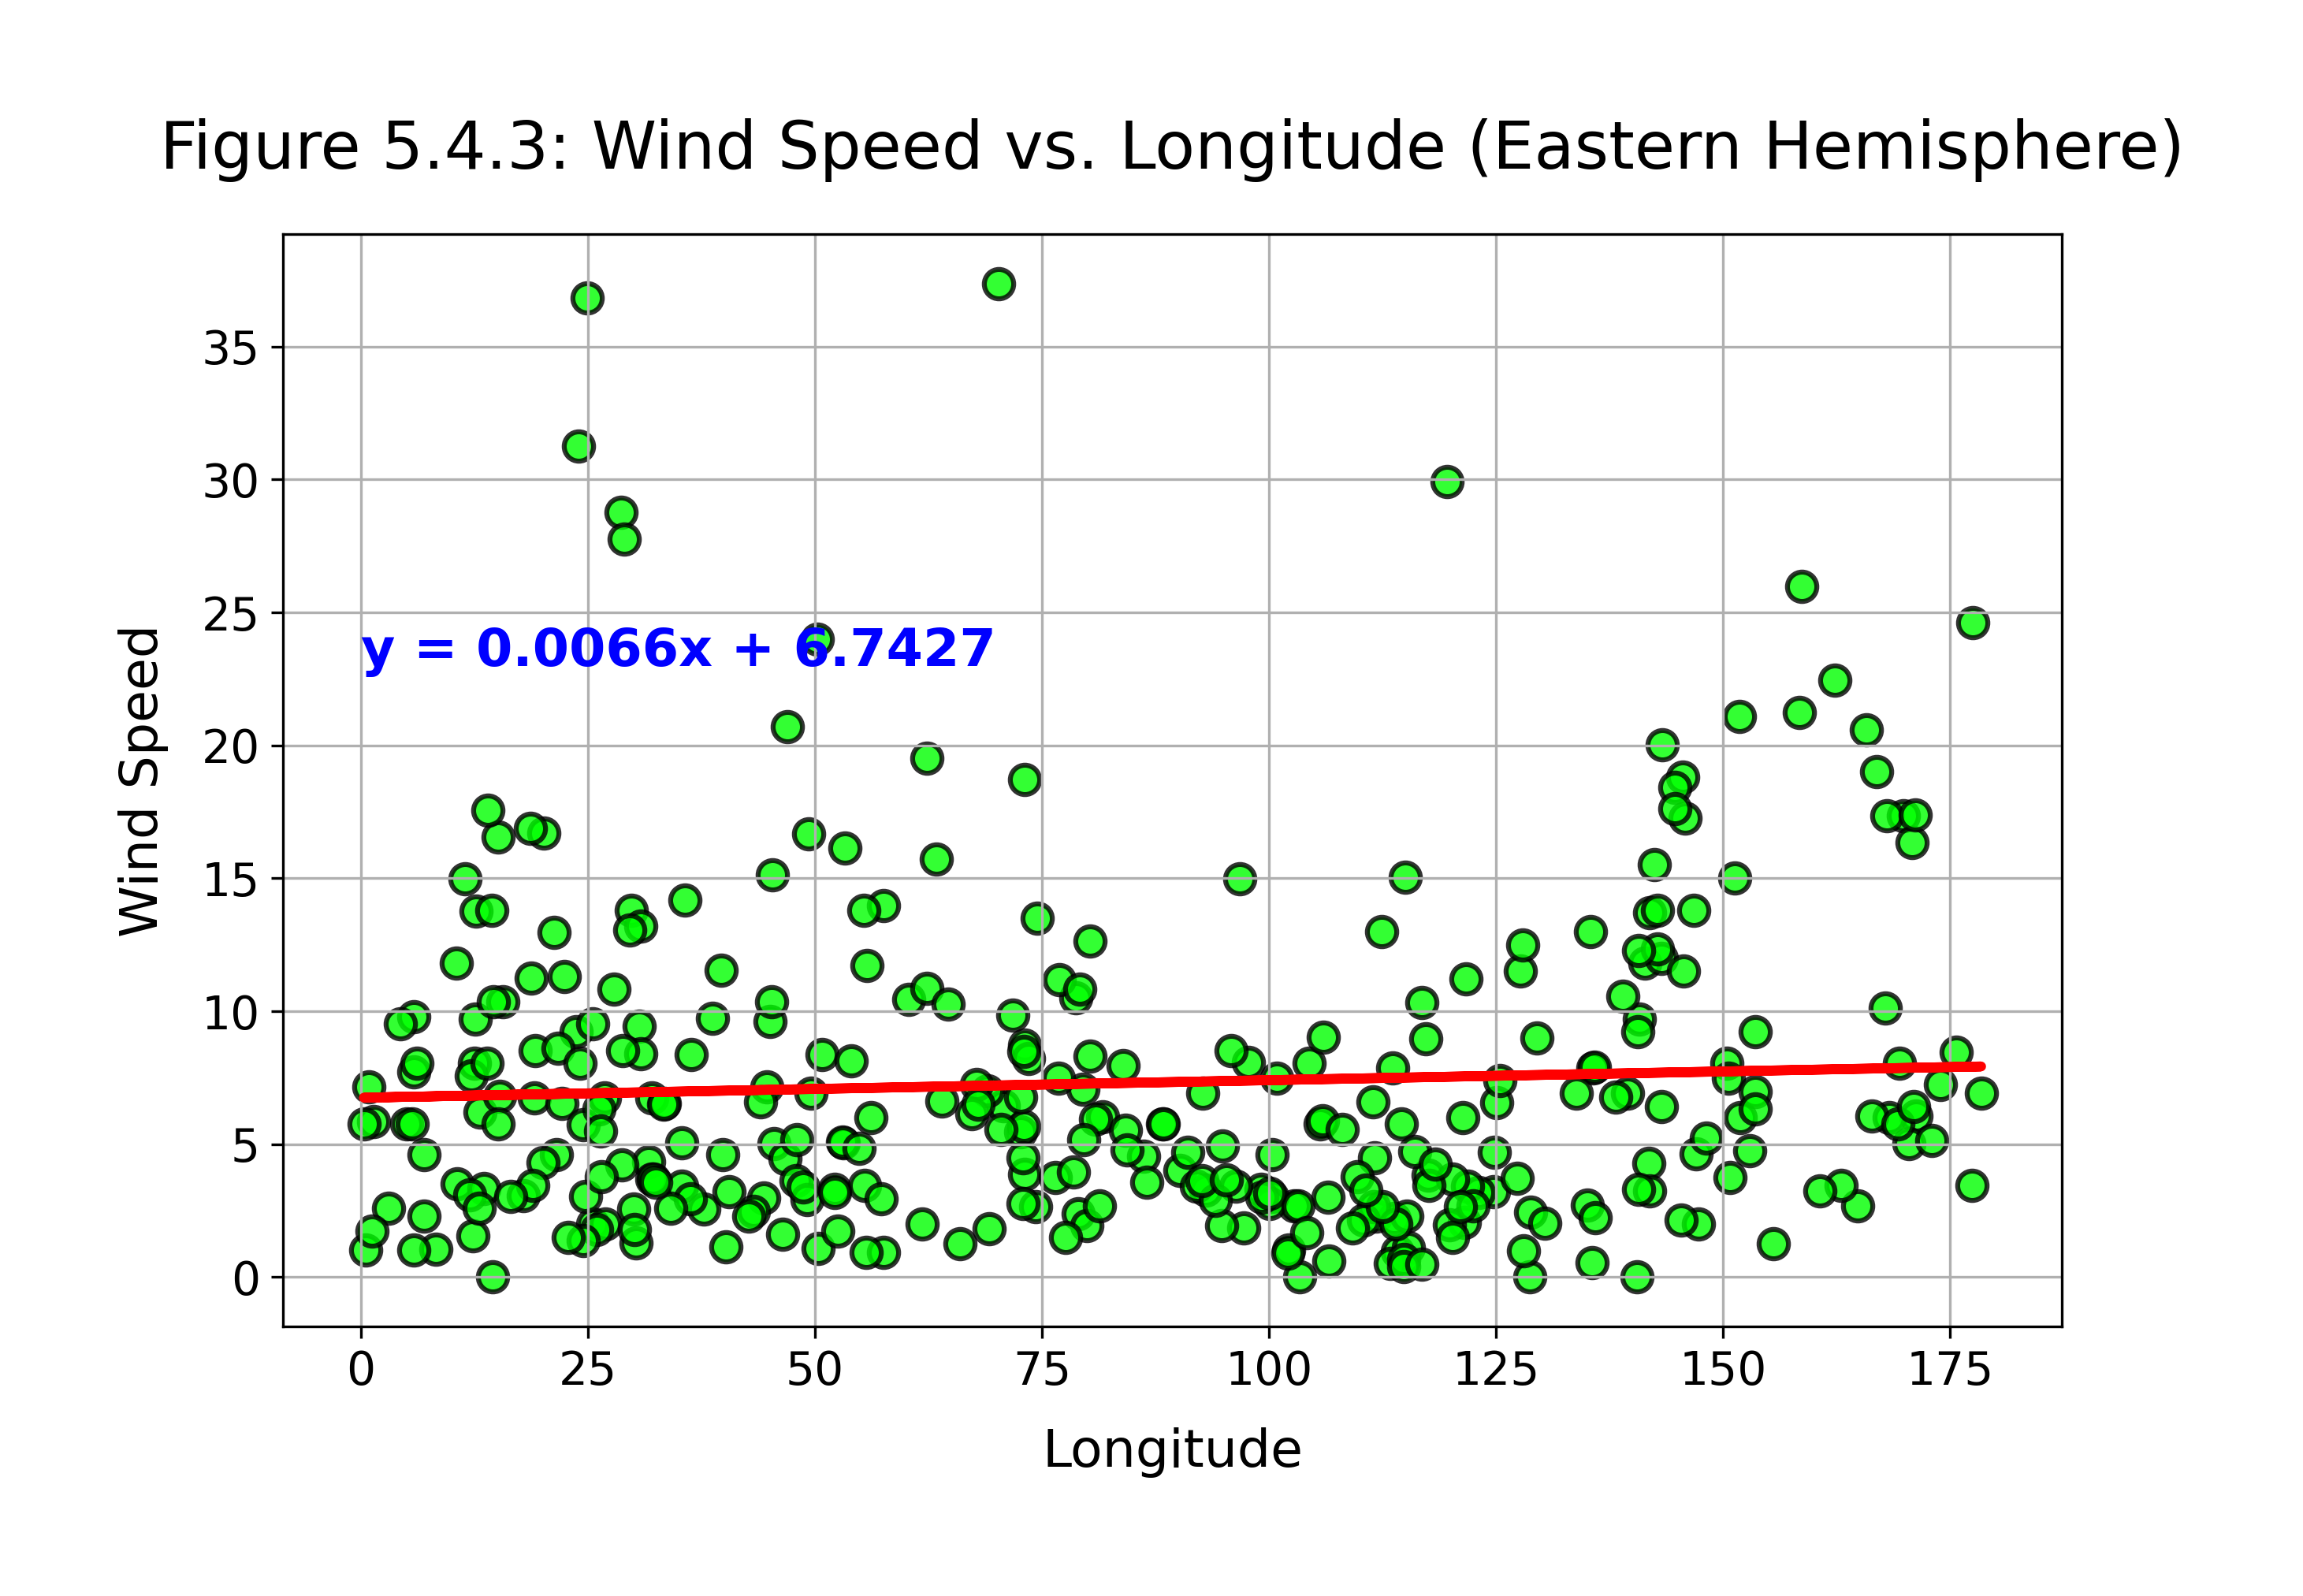 Figure 5.4.3: Wind Speed vs. Longitude (Eastern Hemisphere)
35
30
25
y = 0.0066x + 6.7427
20
15
10
5
0
Wind Speed
0 25 50 75 100 125 150 175
Longitude